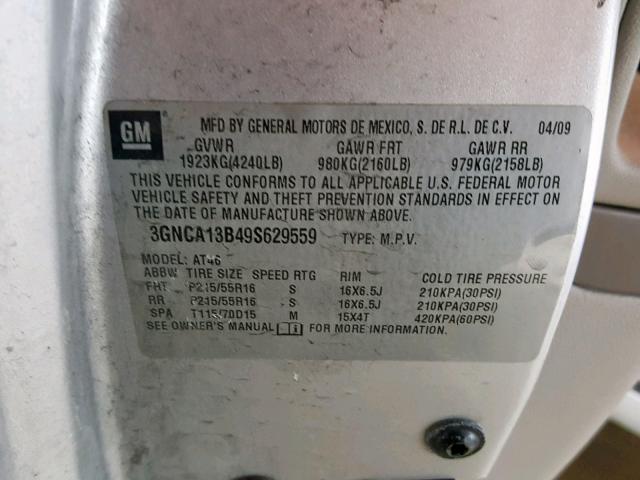 GM
MFD BY GENERAL MOTORS DE MEXICO, S. DE R.L. DE C.V. 04/09
GVWR GAWR FRT GAWR RR
1923KG(4240LB) 980KG(2160LB) 979KG(2158LB)
THIS VEHICLE CONFORMS TO ALL APPLICABLE U.S. FEDERAL MOTOR
VEHICLE SAFETY AND THEFT PREVENTION STANDARDS IN EFFECT ON
THE DATE OF MANUFACTURE SHOWN ABOVE.
3GNCA13B49S629559 TYPE: M.P.V.
MODEL: AT46
ABBW TIRE SIZE SPEED RTG RIM COLD TIRE PRESSURE
FHT P215/55R16 S 16X6.5J 210KPA(30PSI)
RR P215/55R16 S 16X6.5J 210KPA(30PSI)
SPA T115/70D15 M 15X4T 420KPA(60PSI)
SEE OWNER'S MANUAL FOR MORE INFORMATION.